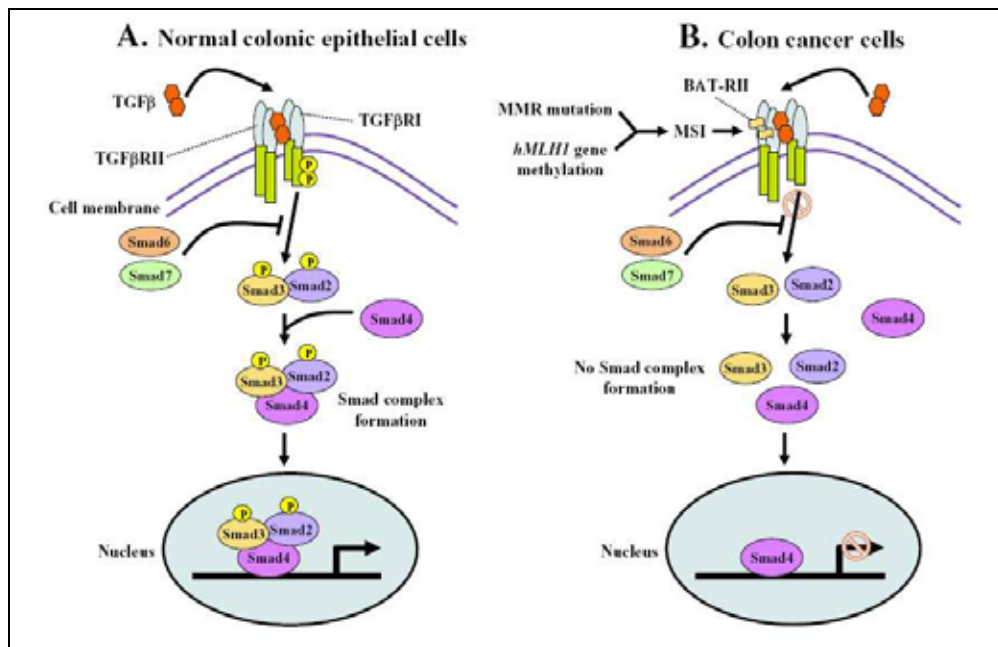 A. Normal colonic epithelial cells
TGFβ
TGFβRI
TGFβRII
P
P
Cell membrane
Smad6
Smad7
P
P
Smad3
Smad2
Smad4
P
P
Smad3
Smad2
Smad4
Smad complex
formation
Nucleus
P
P
Smad3
Smad2
Smad4
B. Colon cancer cells
BAT-RII
TGFβ
MMR mutation
MSI
hMLH1 gene
methylation
Smad6
Smad7
Smad3
Smad2
Smad4
No Smad complex
formation
Smad3
Smad2
Smad4
Nucleus
Smad4